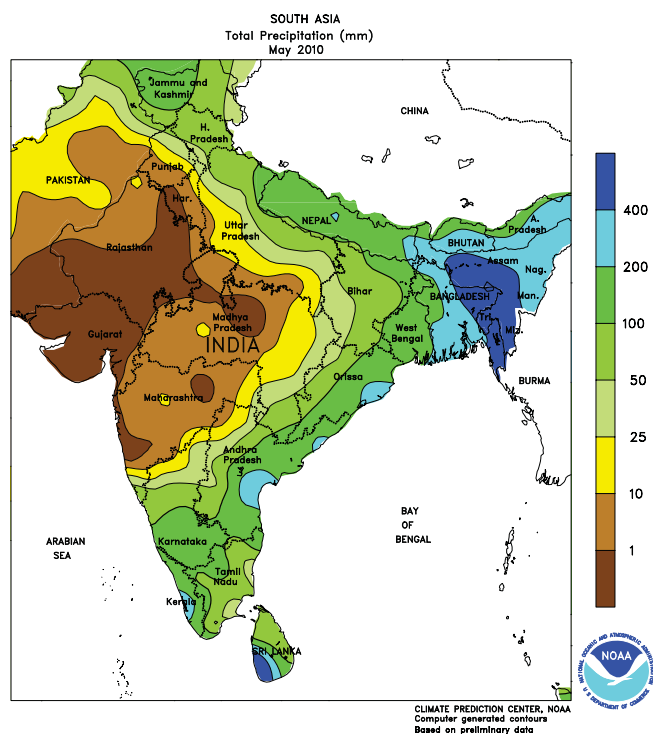 SOUTH ASIA
Total Precipitation (mm)
May 2010
Jammu and
Kashmir
CHINA
H.
Pradesh
PAKISTAN
Punjab
Har.
400
Rajasthan
Uttar
Pradesh
NEPAL
A.
Pradesh
BHUTAN
Assam
Nag.
200
Bihar
BANGLADESH
Man.
Gujarat
Madhya
Pradesh
INDIA
West
Bengal
Tri.
Miz.
100
Orissa
BURMA
50
Maharashtra
25
Andhra
Pradesh
10
BAY
OF
BENGAL
ARABIAN
SEA
Karnataka
1
Tamil
Nadu
Kerala
SRI LANKA
NATIONAL OCEANIC AND ATMOSPHERIC ADMINISTRATION
NOAA
U S DEPARTMENT OF COMMERCE
CLIMATE PREDICTION CENTER, NOAA
Computer generated contours
Based on preliminary data